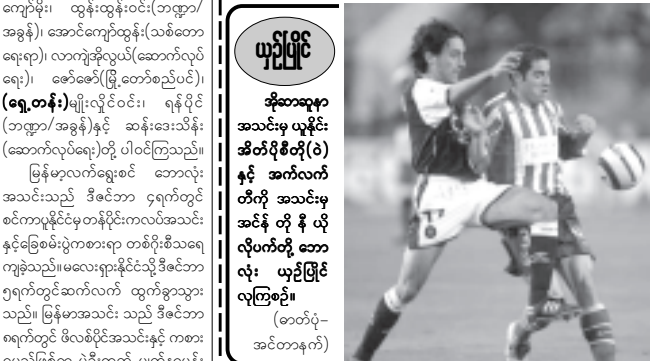 ကျော်မိုး၊ ထွန်းထွန်းဝင်း(ဘဏ္ဍာ/
အခွန်)၊ အောင်ကျော်ထွန်း(သစ်တော
ရေးရာ)၊ လာကျဲအိုလွယ်(ဆောက်လုပ်
ရေး)၊ ဇော်ဇော်(မြို့တော်စည်ပင်)၊
(ရှေ့တန်း)မျိုးလှိုင်ဝင်း၊ ရန်ပိုင်
(ဘဏ္ဍာ/အခွန်)နှင့် ဆန်းဒေးသိန်း
(ဆောက်လုပ်ရေး)တို့ ပါဝင်ကြသည်။
မြန်မာ့လက်ရွေးစင် ဘောလုံး
အသင်းသည် ဒီဇင်ဘာ ၄ရက်တွင်
စင်ကာပူနိုင်ငံမှတန်ပိုင်းကလပ်အသင်း
နှင့်ခြေစမ်းပွဲကစားရာ တစ်ဂိုးစီသရေ
ကျခဲ့သည်။မလေးရှားနိုင်ငံသို့ဒီဇင်ဘာ
၅ရက်တွင်ဆက်လက် ထွက်ခွာသွား
သည်။ မြန်မာအသင်း သည် ဒီဇင်ဘာ
၈ရက်တွင် ဖိလစ်ပိုင်အသင်းနှင့် ကစား
ယှဉ်ပြိုင်
အိုဆာဆူနာ
အသင်းမှ ယူနိုင်း
အိတ်ပိုစီတို(ဝဲ)
နှင့် အက်လက်
တီကို အသင်းမှ
အင်န် တို နီ ယို
လိုပက်တို့ ဘော
လုံး ယှဉ်ပြိုင်
လုကြစဉ်။
(ဓာတ်ပုံ–
အင်တာနက်)